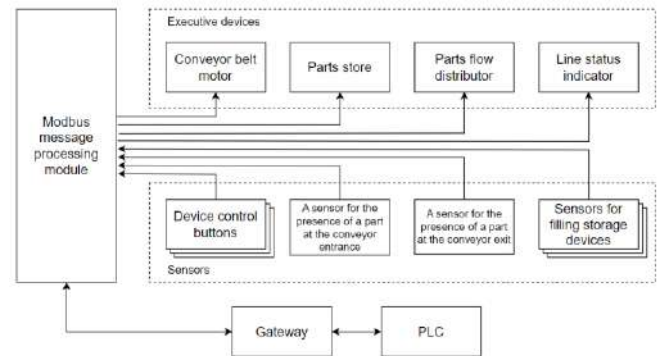 Executive devices
Conveyor belt
motor
Parts store
Parts flow
distributor
Line status
indicator
Modbus
message
processing
module
Device control
buttons
A sensor for the
presence of a part
at the conveyor
entrance
A sensor for the
presence of a part
at the conveyor exit
Sensors for
filling storage
devices
Sensors
Gateway
PLC